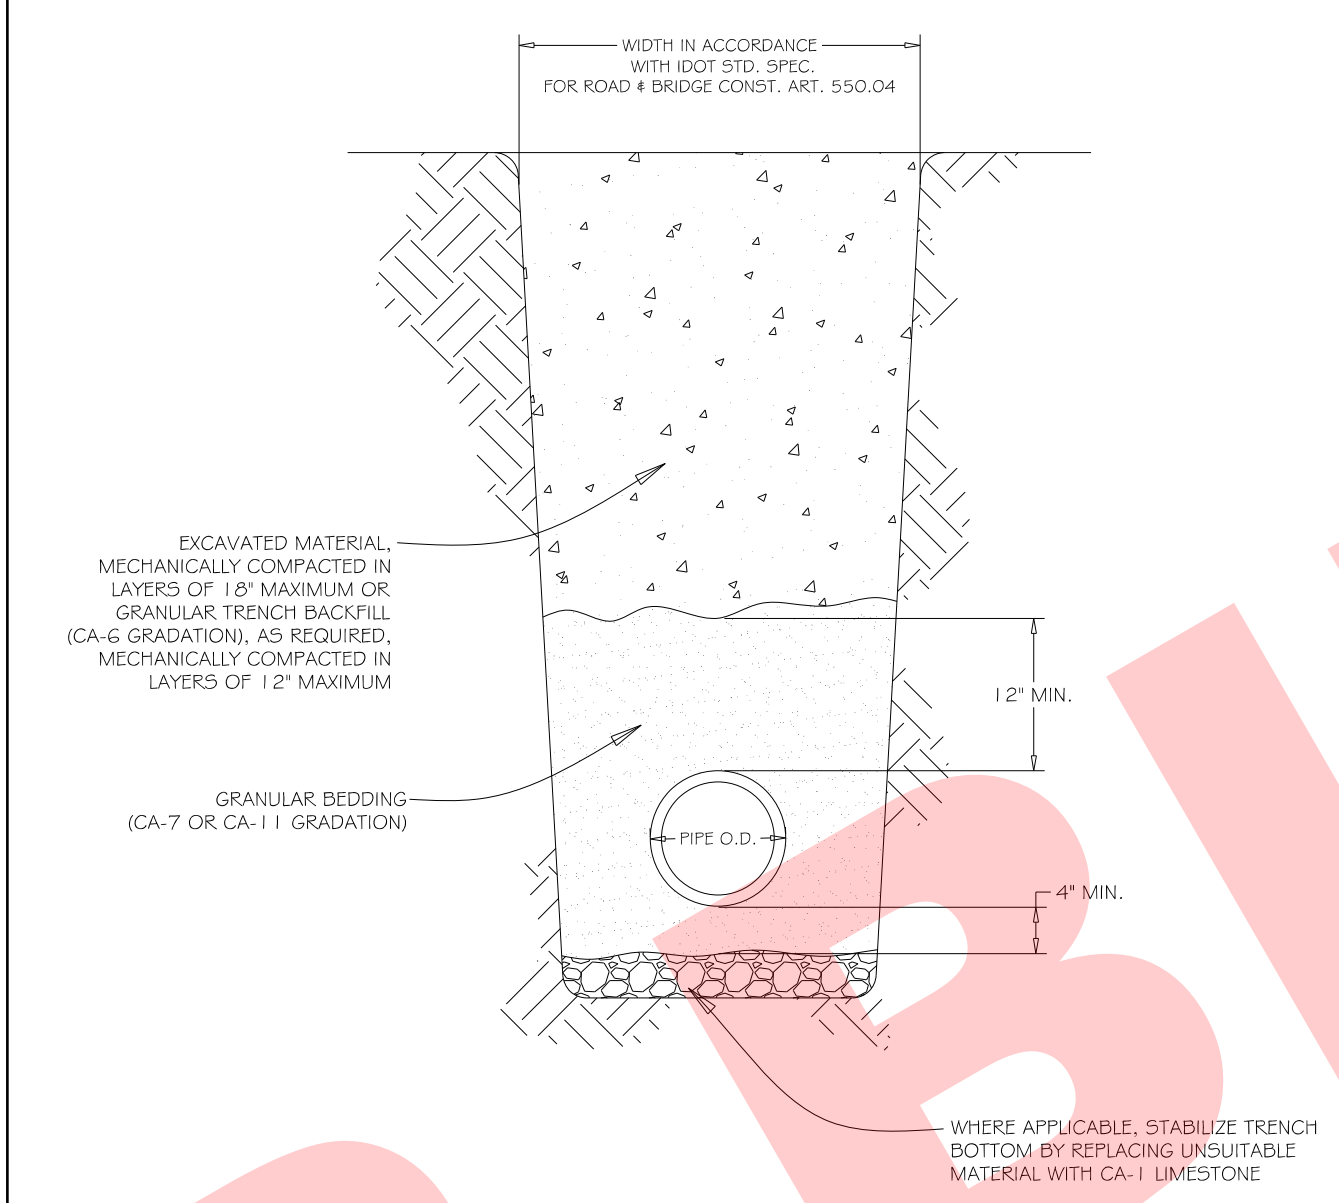 WIDTH IN ACCORDANCE
WITH IDOT STD. SPEC.
FOR ROAD & BRIDGE CONST. ART. 550.04
EXCAVATED MATERIAL,
MECHANICALLY COMPACTED IN
LAYERS OF 18" MAXIMUM OR
GRANULAR TRENCH BACKFILL
(CA-6 GRADATION), AS REQUIRED,
MECHANICALLY COMPACTED IN
LAYERS OF 12" MAXIMUM
12" MIN.
GRANULAR BEDDING
(CA-7 OR CA-11 GRADATION)
PIPE O.D.
4" MIN.
WHERE APPLICABLE, STABILIZE TRENCH
BOTTOM BY REPLACING UNSUITABLE
MATERIAL WITH CA-1 LIMESTONE